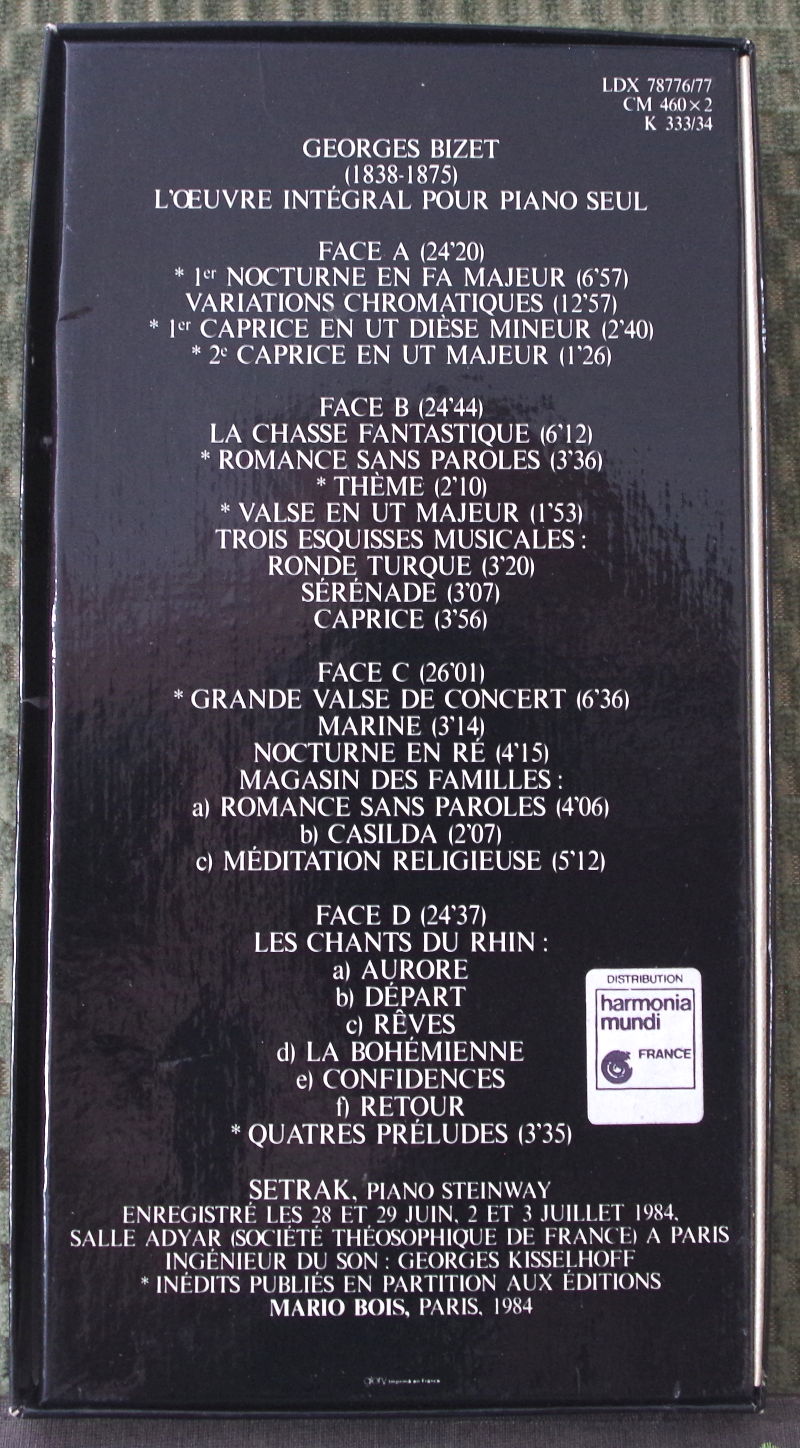 LDX 78776/77
CM 460×2
K 333/34
GEORGES BIZET
(1838-1875)
L'ŒUVRE INTÉGRAL POUR PIANO SEUL
FACE A (24'20)
* 1er NOCTURNE EN FA MAJEUR (6'57)
VARIATIONS CHROMATIQUES (12'57)
* 1er CAPRICE EN UT DIÈSE MINEUR (2'40)
* 2e CAPRICE EN UT MAJEUR (1'26)
FACE B (24'44)
LA CHASSE FANTASTIQUE (6'12)
* ROMANCE SANS PAROLES (3'36)
* THÈME (2'10)
* VALSE EN UT MAJEUR (1'53)
TROIS ESQUISSES MUSICALES :
RONDE TURQUE (3'20)
SÉRÉNADE (3'07)
CAPRICE (3'56)
FACE C (26'01)
* GRANDE VALSE DE CONCERT (6'36)
MARINE (3'14)
NOCTURNE EN RÉ (4'15)
MAGASIN DES FAMILLES :
a) ROMANCE SANS PAROLES (4'06)
b) CASILDA (2'07)
c) MÉDITATION RELIGIEUSE (5'12)
FACE D (24'37)
LES CHANTS DU RHIN :
a) AURORE
b) DÉPART
c) RÊVES
d) LA BOHÉMIENNE
e) CONFIDENCES
f) RETOUR
* QUATRES PRÉLUDES (3'35)
DISTRIBUTION
harmonia
mundi
FRANCE
SETRAK, PIANO STEINWAY
ENREGISTRÉ LES 28 ET 29 JUIN, 2 ET 3 JUILLET 1984,
SALLE ADYAR (SOCIÉTÉ THÉOSOPHIQUE DE FRANCE) A PARIS
INGÉNIEUR DU SON : GEORGES KISSELHOFF
* INÉDITS PUBLIÉS EN PARTITION AUX ÉDITIONS
MARIO BOIS, PARIS, 1984
imprimé en France